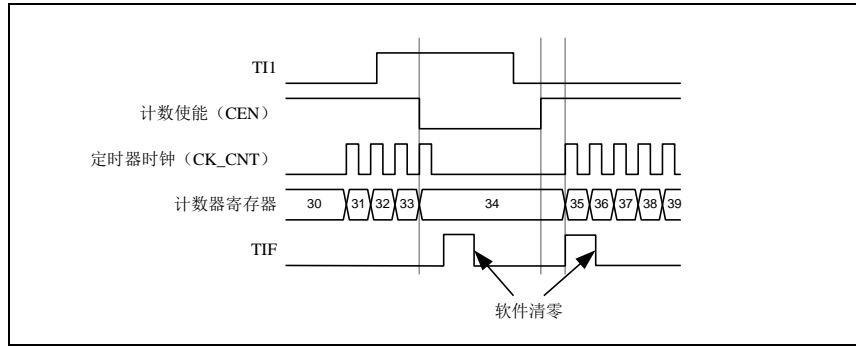 TI1
计数使能（CEN）
定时器时钟（CK_CNT）
计数器寄存器 30 31 32 33 34 35 36 37 38 39
TIF
软件清零